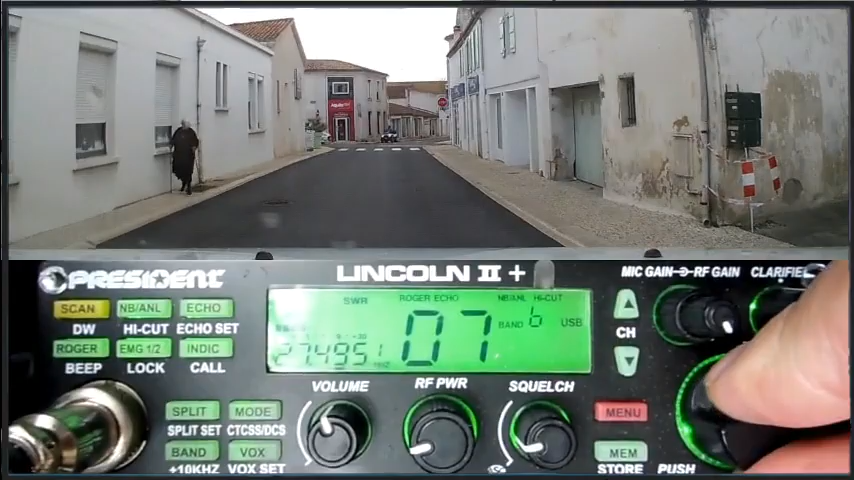 PRESIDENT
LINCOLN II +
MIC GAIN RF GAIN CLARIFIE
SCAN NB/ANL ECHO
DW HI-CUT ECHO SET
ROGER EMG 1/2 INDIC
BEEP LOCK CALL
SWR ROGER ECHO NB/ANL HI-CUT
07 BAND 6 USB
27.4951
CH
VOLUME RF PWR SQUELCH
SPLIT MODE
SPLIT SET CTCSS/DCS
BAND VOX
+10KHZ VOX SET
MENU
MEM
STORE PUSH